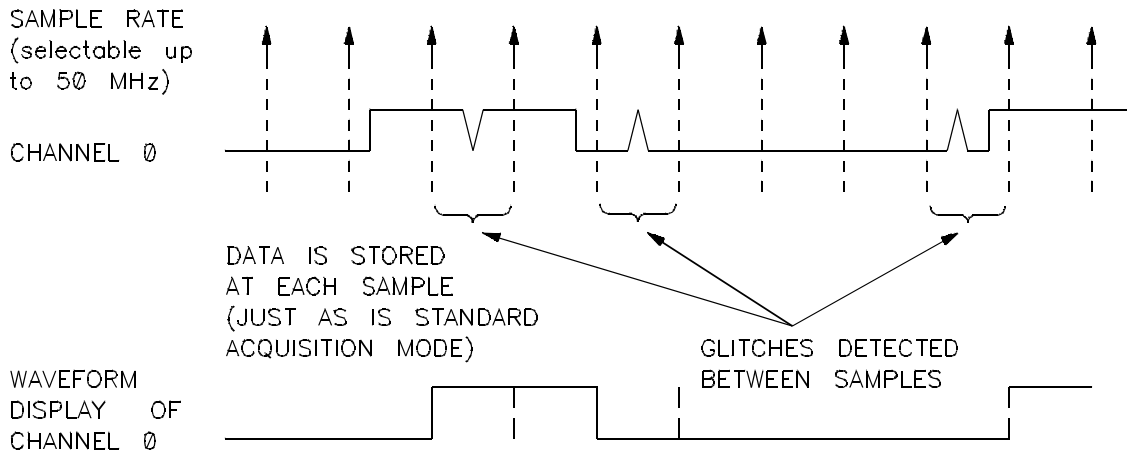 SAMPLE RATE
(selectable up
to 50 MHz)
CHANNEL 0
DATA IS STORED
AT EACH SAMPLE
(JUST AS IS STANDARD
ACQUISITION MODE)
GLITCHES DETECTED
BETWEEN SAMPLES
WAVEFORM
DISPLAY OF
CHANNEL 0